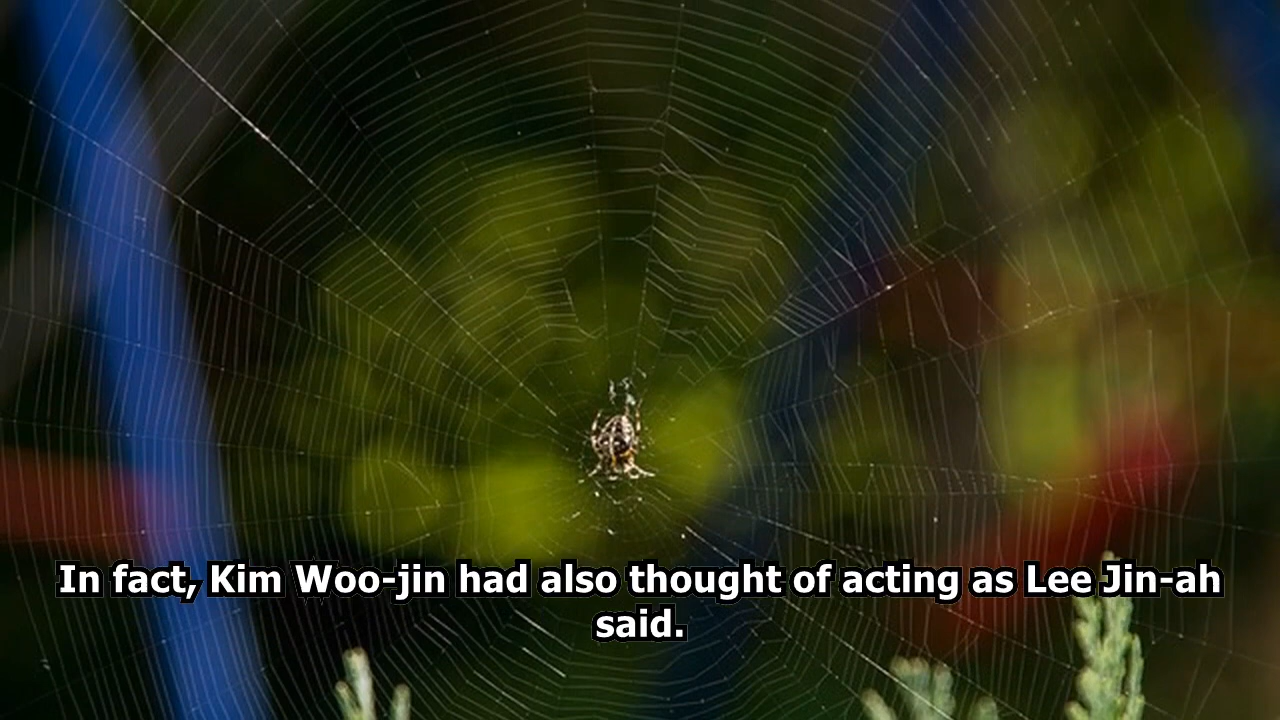 In fact, Kim Woo-jin had also thought of acting as Lee Jin-ah
said.